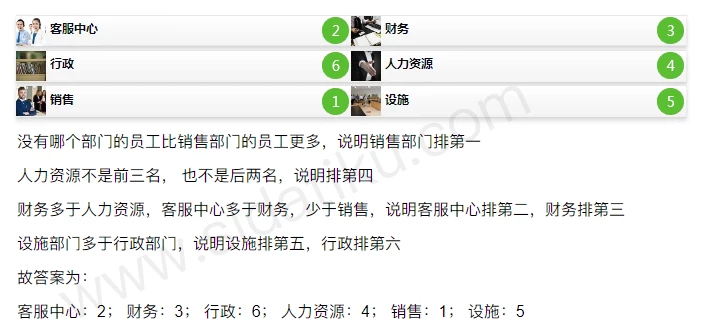 客服中心 2 财务 3
行政 6 人力资源 4
销售 1 设施 5
没有哪个部门的员工比销售部门的员工更多，说明销售部门排第一
人力资源不是前三名， 也不是后两名，说明排第四
财务多于人力资源，客服中心多于财务，少于销售，说明客服中心排第二，财务排第三
设施部门多于行政部门，说明设施排第五，行政排第六
故答案为：
客服中心：2； 财务：3； 行政：6； 人力资源：4； 销售：1； 设施：5